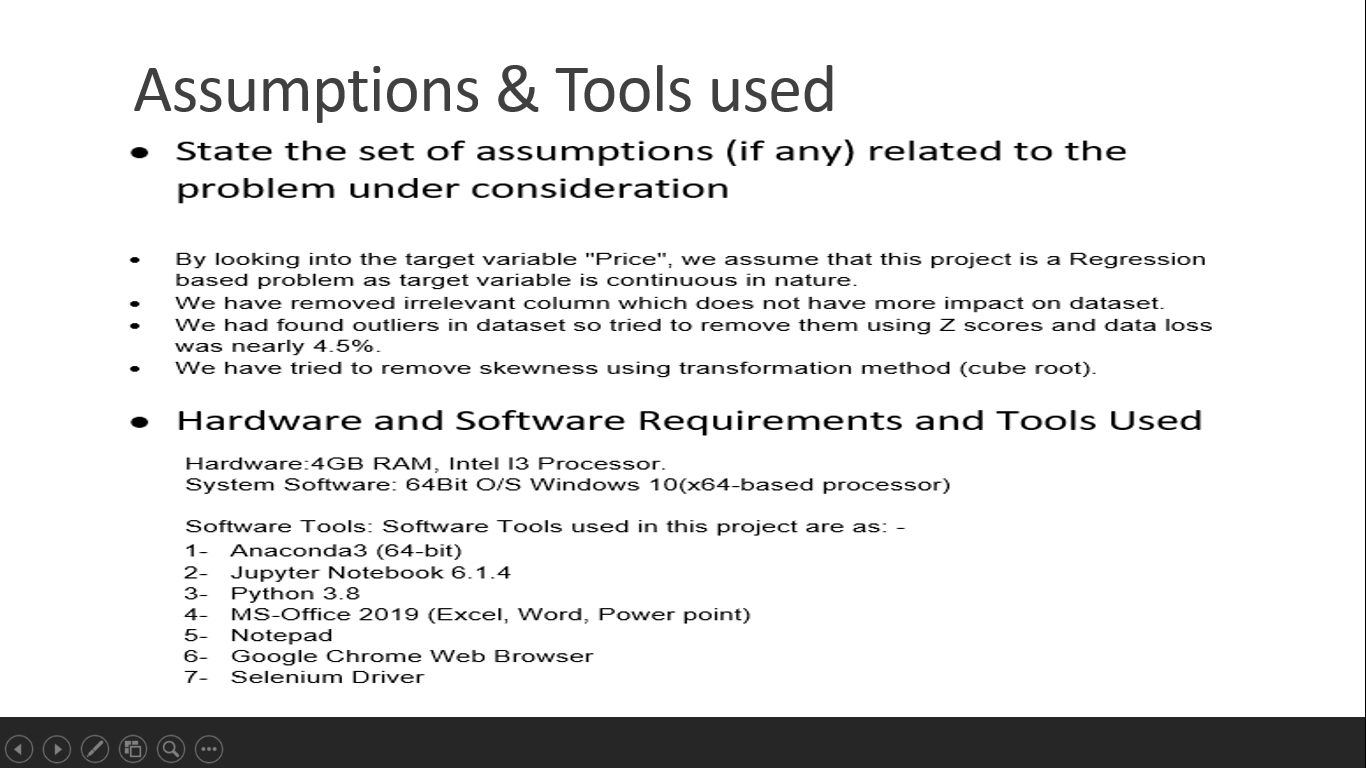 Assumptions & Tools used
● State the set of assumptions (if any) related to the
problem under consideration
• By looking into the target variable "Price", we assume that this project is a Regression
based problem as target variable is continuous in nature.
• We have removed irrelevant column which does not have more impact on dataset.
• We had found outliers in dataset so tried to remove them using Z scores and data loss
was nearly 4.5%.
• We have tried to remove skewness using transformation method (cube root).
● Hardware and Software Requirements and Tools Used
Hardware:4GB RAM, Intel I3 Processor.
System Software: 64Bit O/S Windows 10(x64-based processor)
Software Tools: Software Tools used in this project are as: -
1- Anaconda3 (64-bit)
2- Jupyter Notebook 6.1.4
3- Python 3.8
4- MS-Office 2019 (Excel, Word, Power point)
5- Notepad
6- Google Chrome Web Browser
7- Selenium Driver